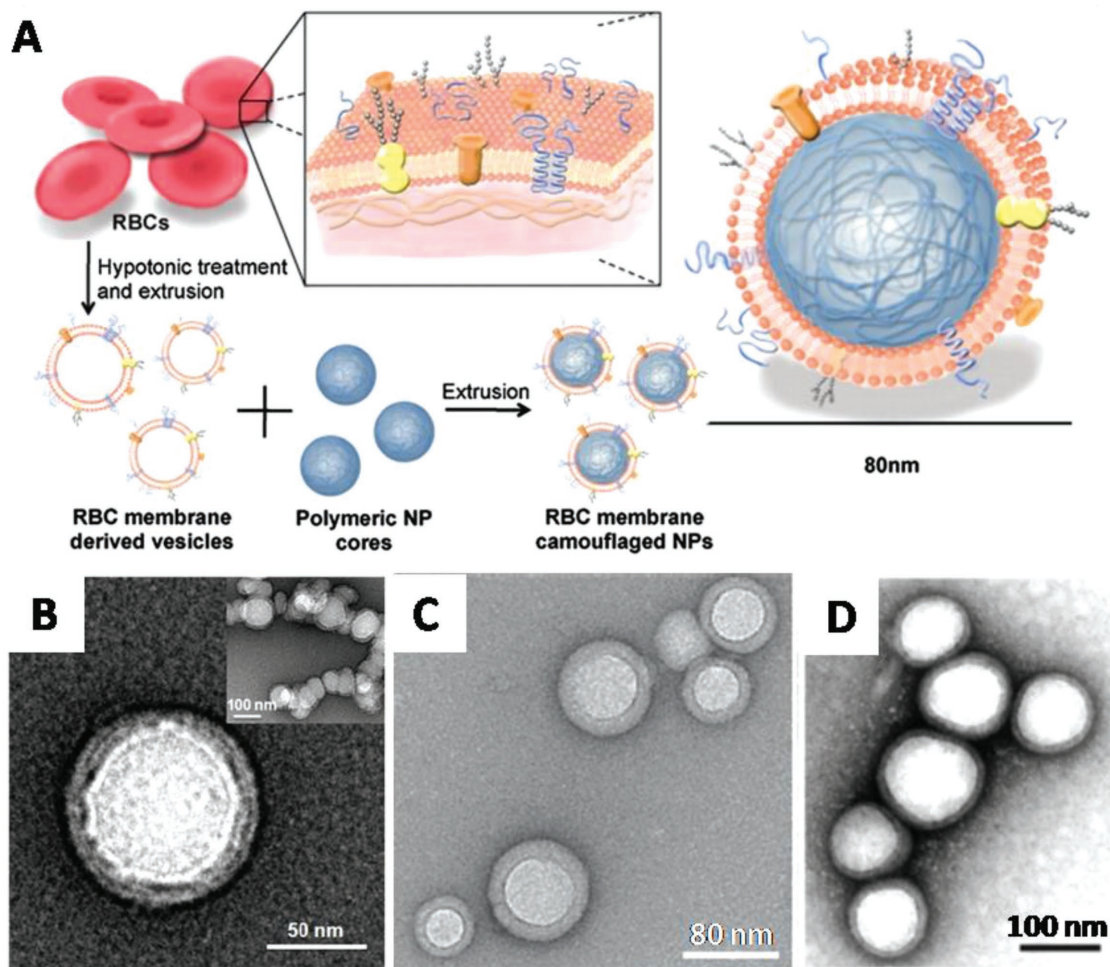 A
RBCs
Hypotonic treatment
and extrusion
Extrusion
RBC membrane
derived vesicles
Polymeric NP
cores
RBC membrane
camouflaged NPs
80nm
B
100 nm
50 nm
C
80 nm
D
100 nm